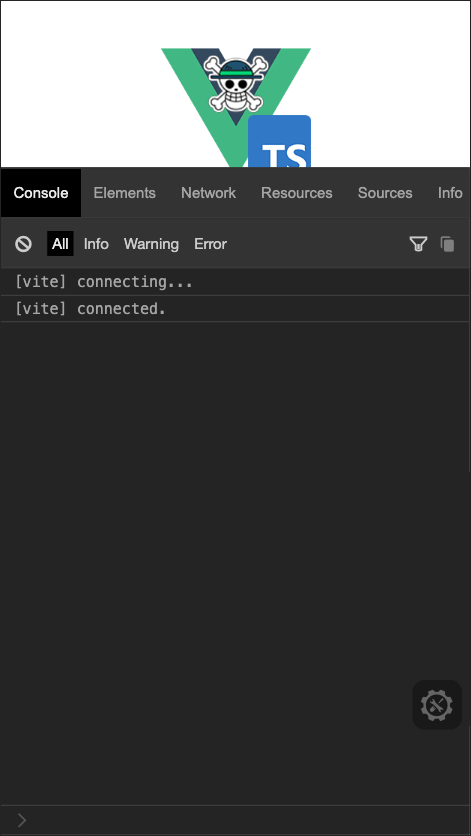 TS
Console Elements Network Resources Sources Info
All Info Warning Error
[vite] connecting...
[vite] connected.